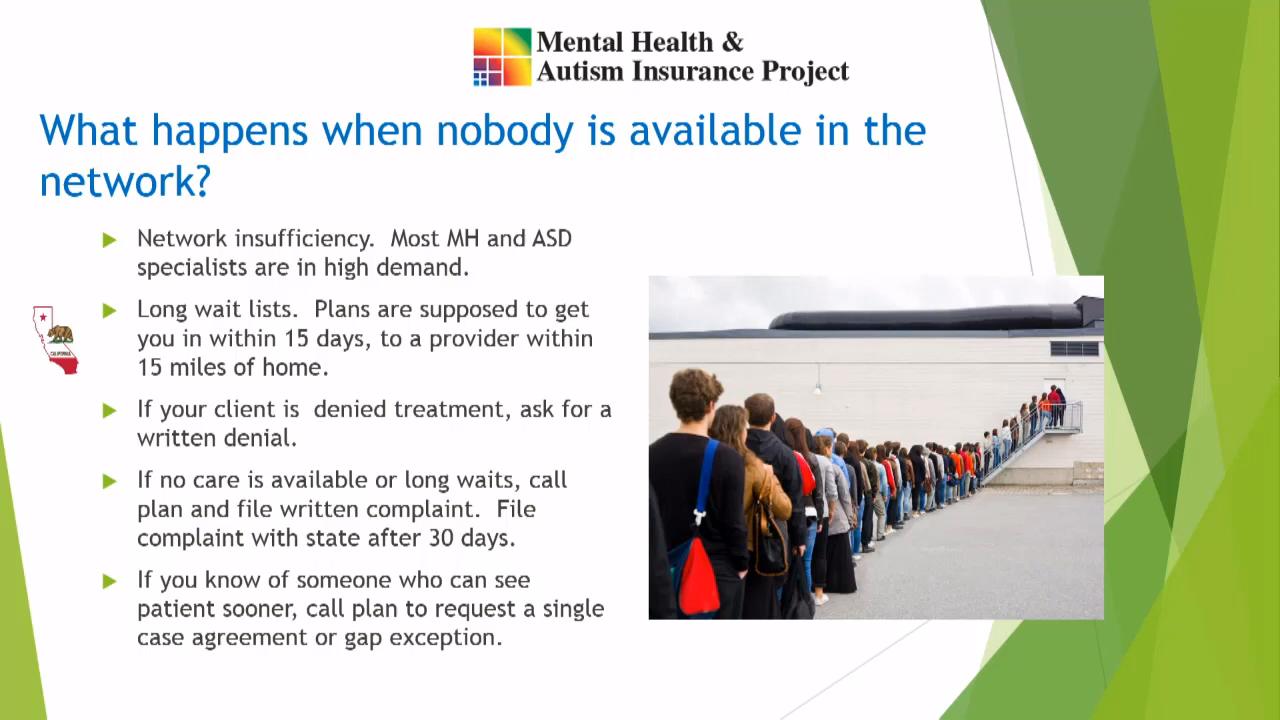 Mental Health &
Autism Insurance Project
What happens when nobody is available in the
network?
Network insufficiency.  Most MH and ASD
specialists are in high demand.
Long wait lists.  Plans are supposed to get
you in within 15 days, to a provider within
15 miles of home.
CALIFORNIA
If your client is  denied treatment, ask for a
written denial.
If no care is available or long waits, call
plan and file written complaint.  File
complaint with state after 30 days.
If you know of someone who can see
patient sooner, call plan to request a single
case agreement or gap exception.